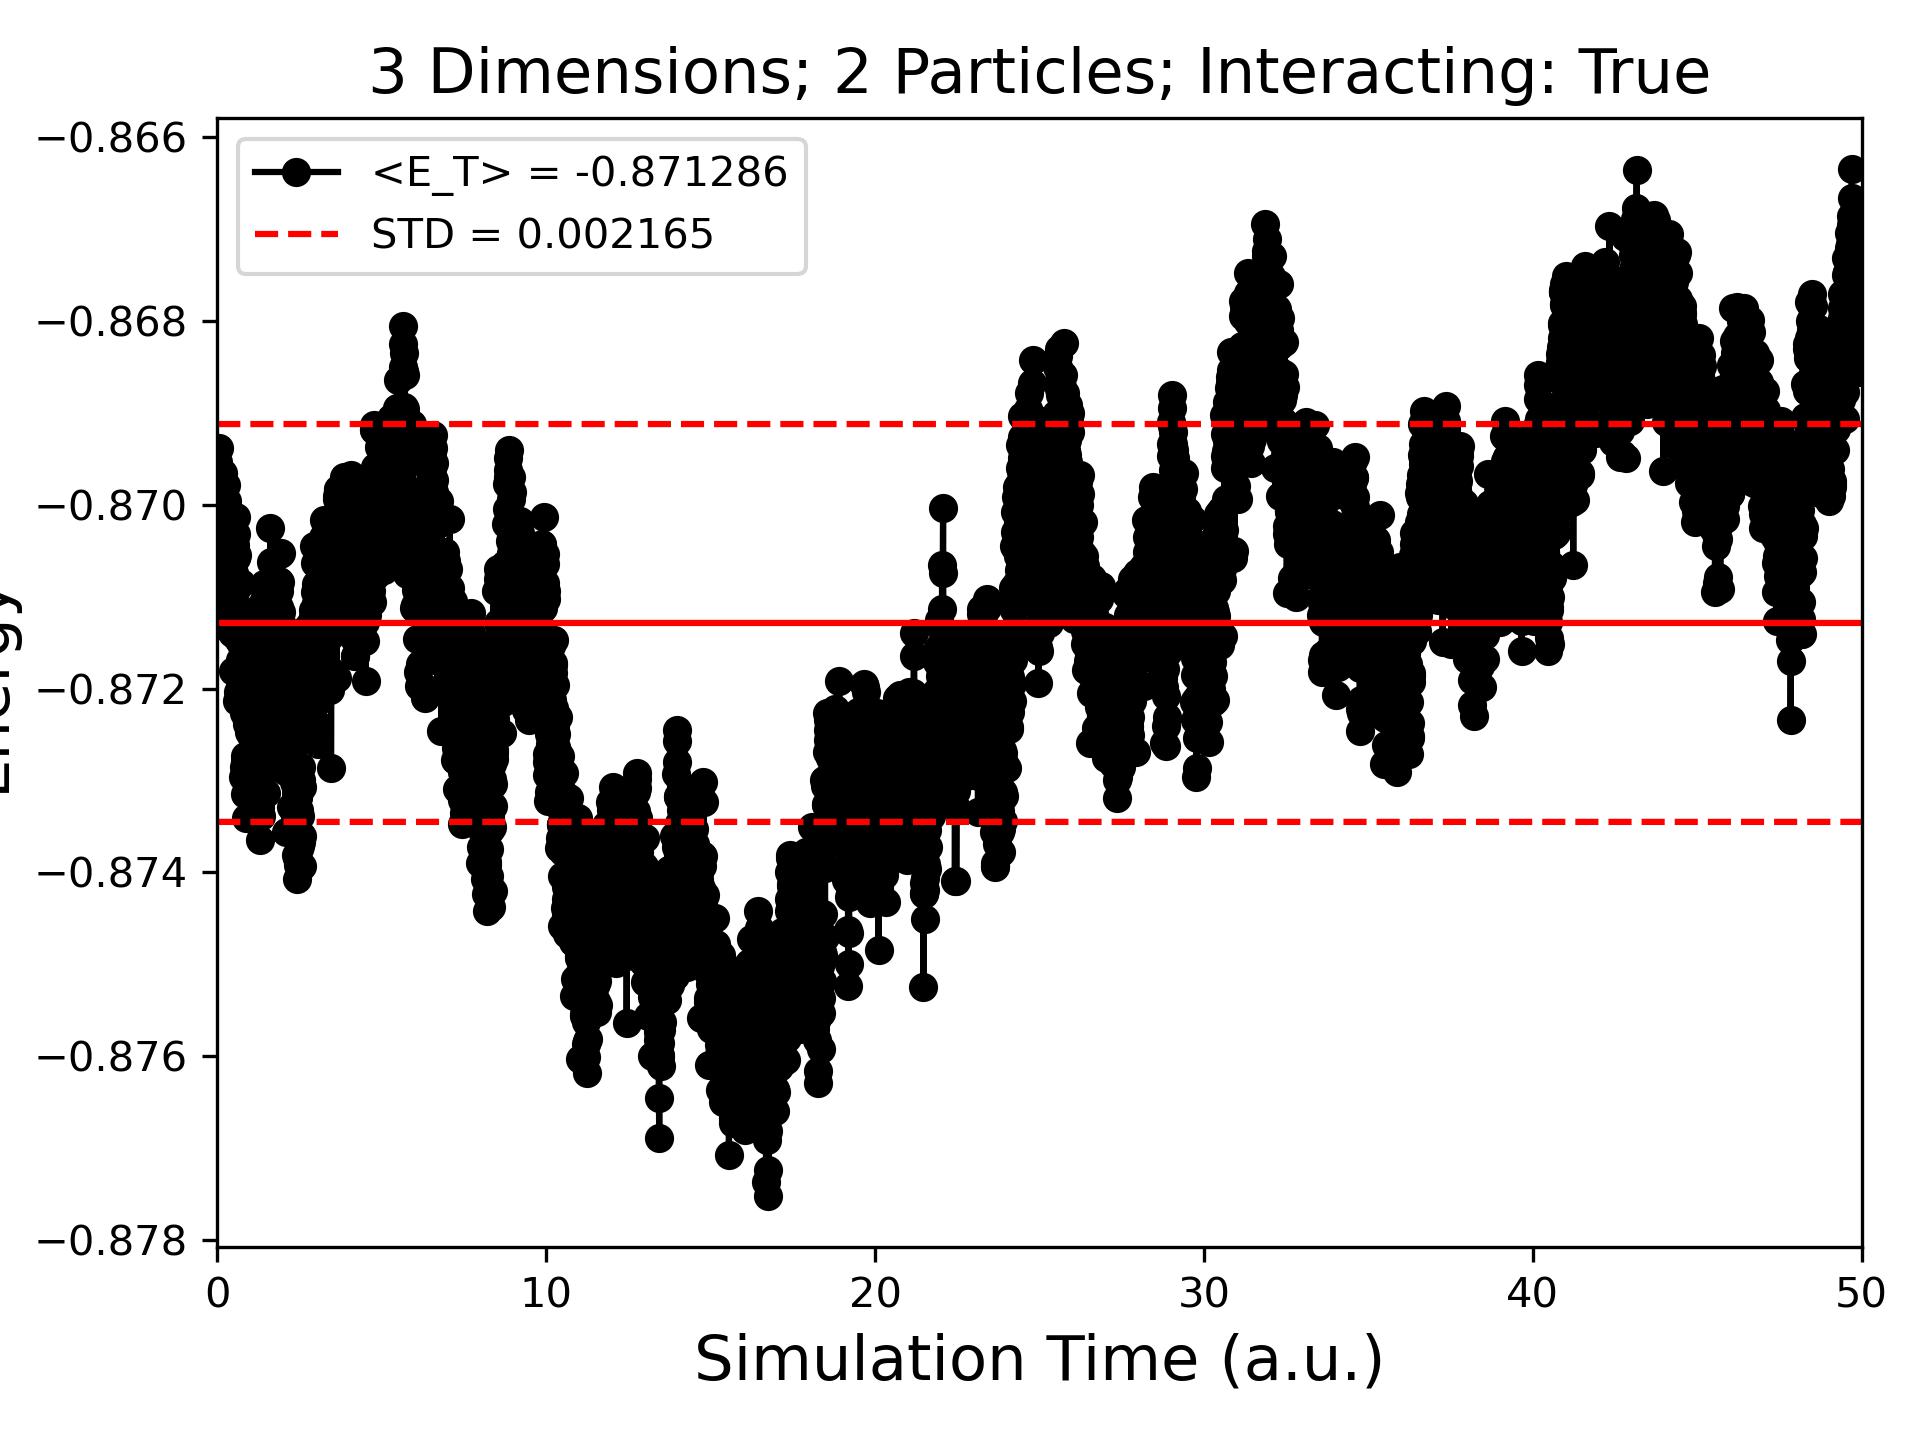 3 Dimensions; 2 Particles; Interacting: True
<E_T> = -0.871286
STD = 0.002165
−0.866
−0.868
−0.870
−0.872
−0.874
−0.876
−0.878
Energy
0 10 20 30 40 50
Simulation Time (a.u.)